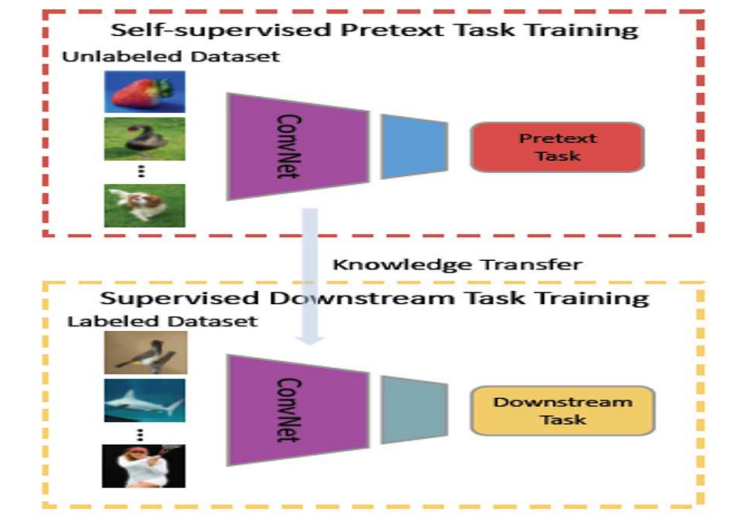 Self-supervised Pretext Task Training
Unlabeled Dataset
ConvNet
Pretext
Task
Knowledge Transfer
Supervised Downstream Task Training
Labeled Dataset
ConvNet
Downstream
Task